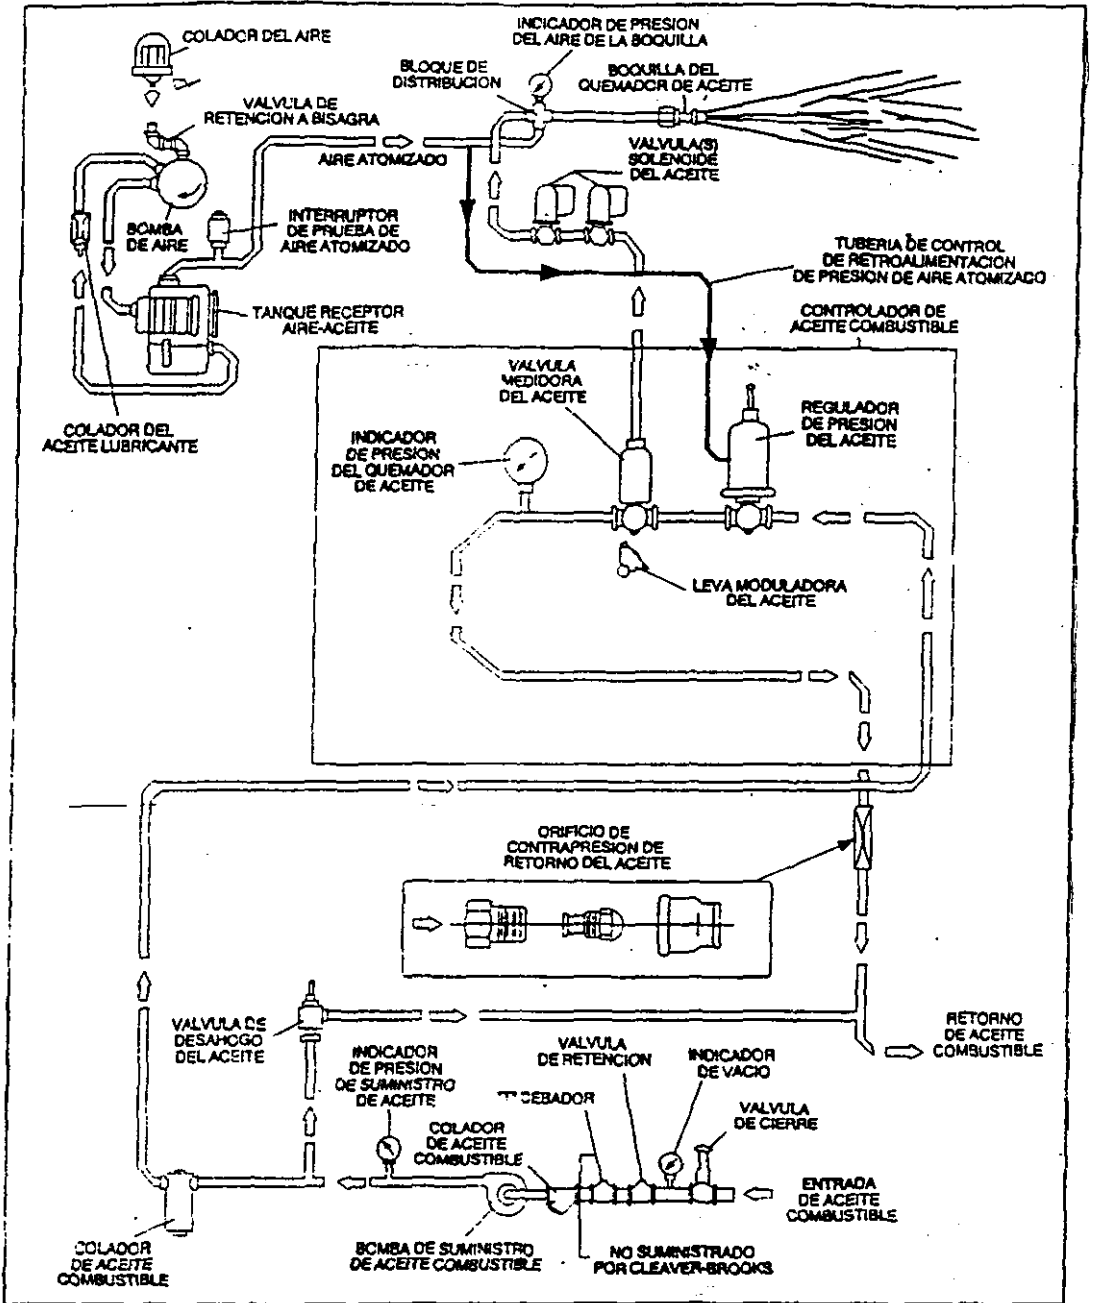 COLADOR DEL AIRE
INDICADOR DE PRESION
DEL AIRE DE LA BOQUILLA
BLOQUE DE
DISTRIBUCION
BOQUILLA DEL
QUEMADOR DE ACEITE
VALVULA DE
RETENCION A BISAGRA
AIRE ATOMIZADO
VALVULA(S)
SOLENOIDE
DEL ACEITE
BOMBA
DE AIRE
INTERRUPTOR
DE PRUEBA DE
AIRE ATOMIZADO
TUBERIA DE CONTROL
DE RETROALIMENTACION
DE PRESION DE AIRE ATOMIZADO
TANQUE RECEPTOR
AIRE-ACEITE
CONTROLADOR DE
ACEITE COMBUSTIBLE
VALVULA
MEDIDORA
DEL ACEITE
COLADOR DEL
ACEITE LUBRICANTE
INDICADOR
DE PRESION
DEL QUEMADOR
DE ACEITE
REGULADOR
DE PRESION
DEL ACEITE
LEVA MODULADORA
DEL ACEITE
ORIFICIO DE
CONTRAPRESION DE
RETORNO DEL ACEITE
VALVULA DE
DESAHOGO
DEL ACEITE
RETORNO
DE ACEITE
COMBUSTIBLE
INDICADOR
DE PRESION
DE SUMINISTRO
DE ACEITE
VALVULA
DE RETENCION
INDICADOR
DE VACIO
CEBADOR
VALVULA
DE CIERRE
COLADOR
DE ACEITE
COMBUSTIBLE
ENTRADA
DE ACEITE
COMBUSTIBLE
COLADOR
DE ACEITE
COMBUSTIBLE
BOMBA DE SUMINISTRO
DE ACEITE COMBUSTIBLE
NO SUMINISTRADO
POR CLEAVER-BROOKS